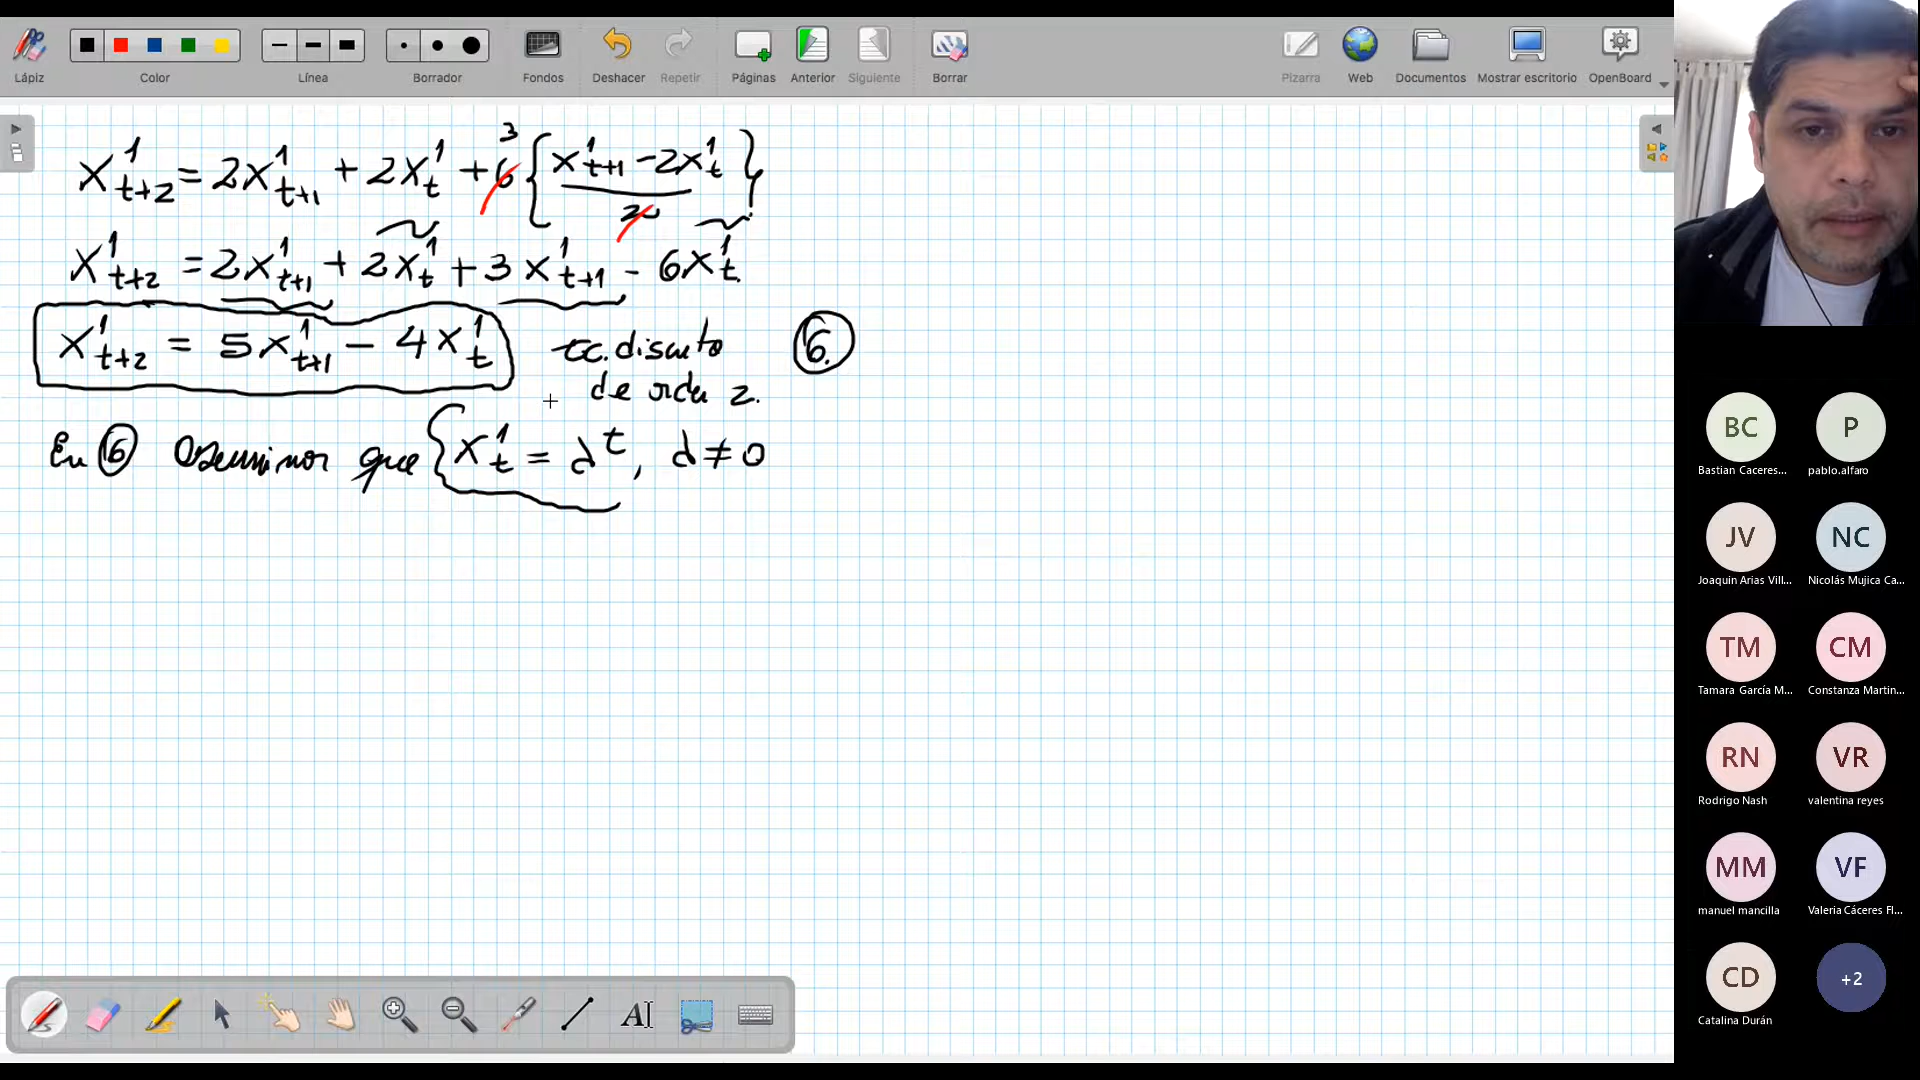 Lápiz Color Línea Borrador Fondos Deshacer Repetir Páginas Anterior Siguiente Borrar Pizarra Web Documentos Mostrar escritorio OpenBoard
x¹ₜ₊₂ = 2x¹ₜ₊₁ + 2x¹ₜ + 6 3 { x¹ₜ₊₁ - 2x¹ₜ / 2 }
x¹ₜ₊₂ = 2x¹ₜ₊₁ + 2x¹ₜ + 3x¹ₜ₊₁ - 6x¹ₜ.
x¹ₜ₊₂ = 5x¹ₜ₊₁ - 4x¹ₜ ec. discreta 6.
de orden 2.
En 6 asumimos que { x¹ₜ = λᵗ, λ ≠ 0
AI
BC P
Bastian Caceres... pablo.alfaro
JV NC
Joaquin Arias Vill... Nicolás Mujica Ca...
TM CM
Tamara García M... Constanza Martin...
RN VR
Rodrigo Nash valentina reyes
MM VF
manuel mancilla Valeria Cáceres Fl...
CD +2
Catalina Durán